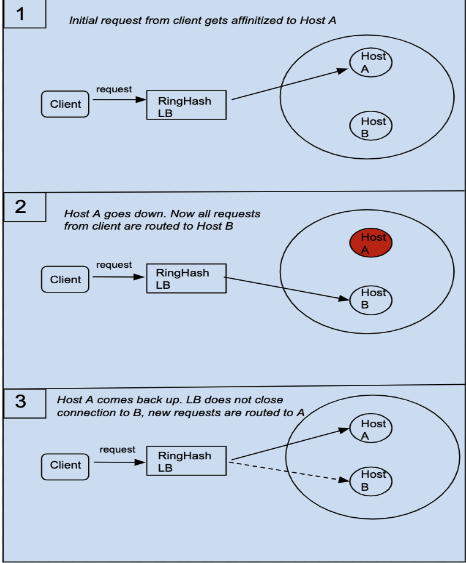 1
Initial request from client gets affinitized to Host A
Client
request
RingHash
LB
Host
A
Host
B
2
Host A goes down. Now all requests
from client are routed to Host B
Client
request
RingHash
LB
Host
A
Host
B
3
Host A comes back up. LB does not close
connection to B, new requests are routed to A
Client
request
RingHash
LB
Host
A
Host
B